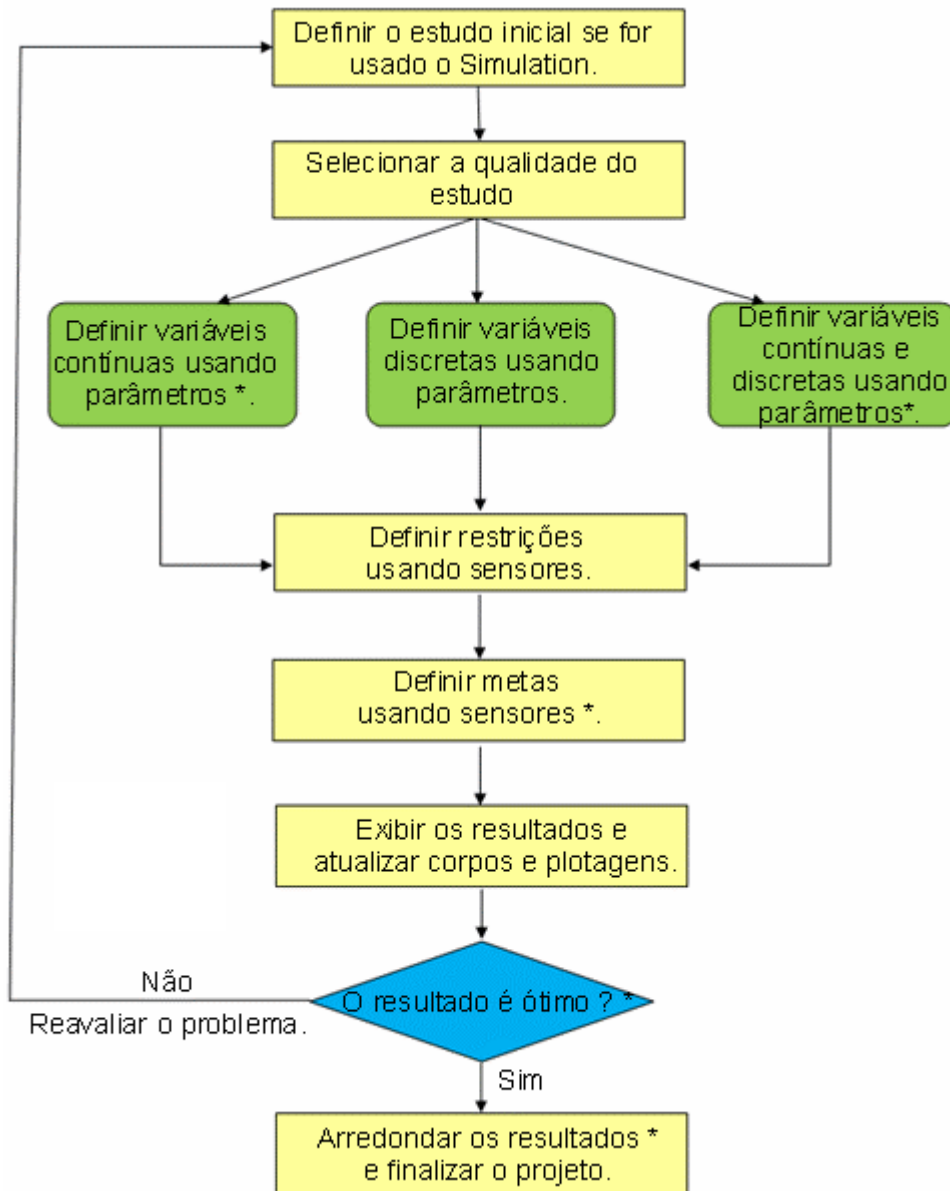 Definir o estudo inicial se for
usado o Simulation.
Selecionar a qualidade do
estudo
Definir variáveis
contínuas usando
parâmetros *.
Definir variáveis
discretas usando
parâmetros.
Definir variáveis
contínuas e
discretas usando
parâmetros*.
Definir restrições
usando sensores.
Definir metas
usando sensores *.
Exibir os resultados e
atualizar corpos e plotagens.
O resultado é ótimo ? *
Não
Reavaliar o problema.
Sim
Arredondar os resultados *
e finalizar o projeto.